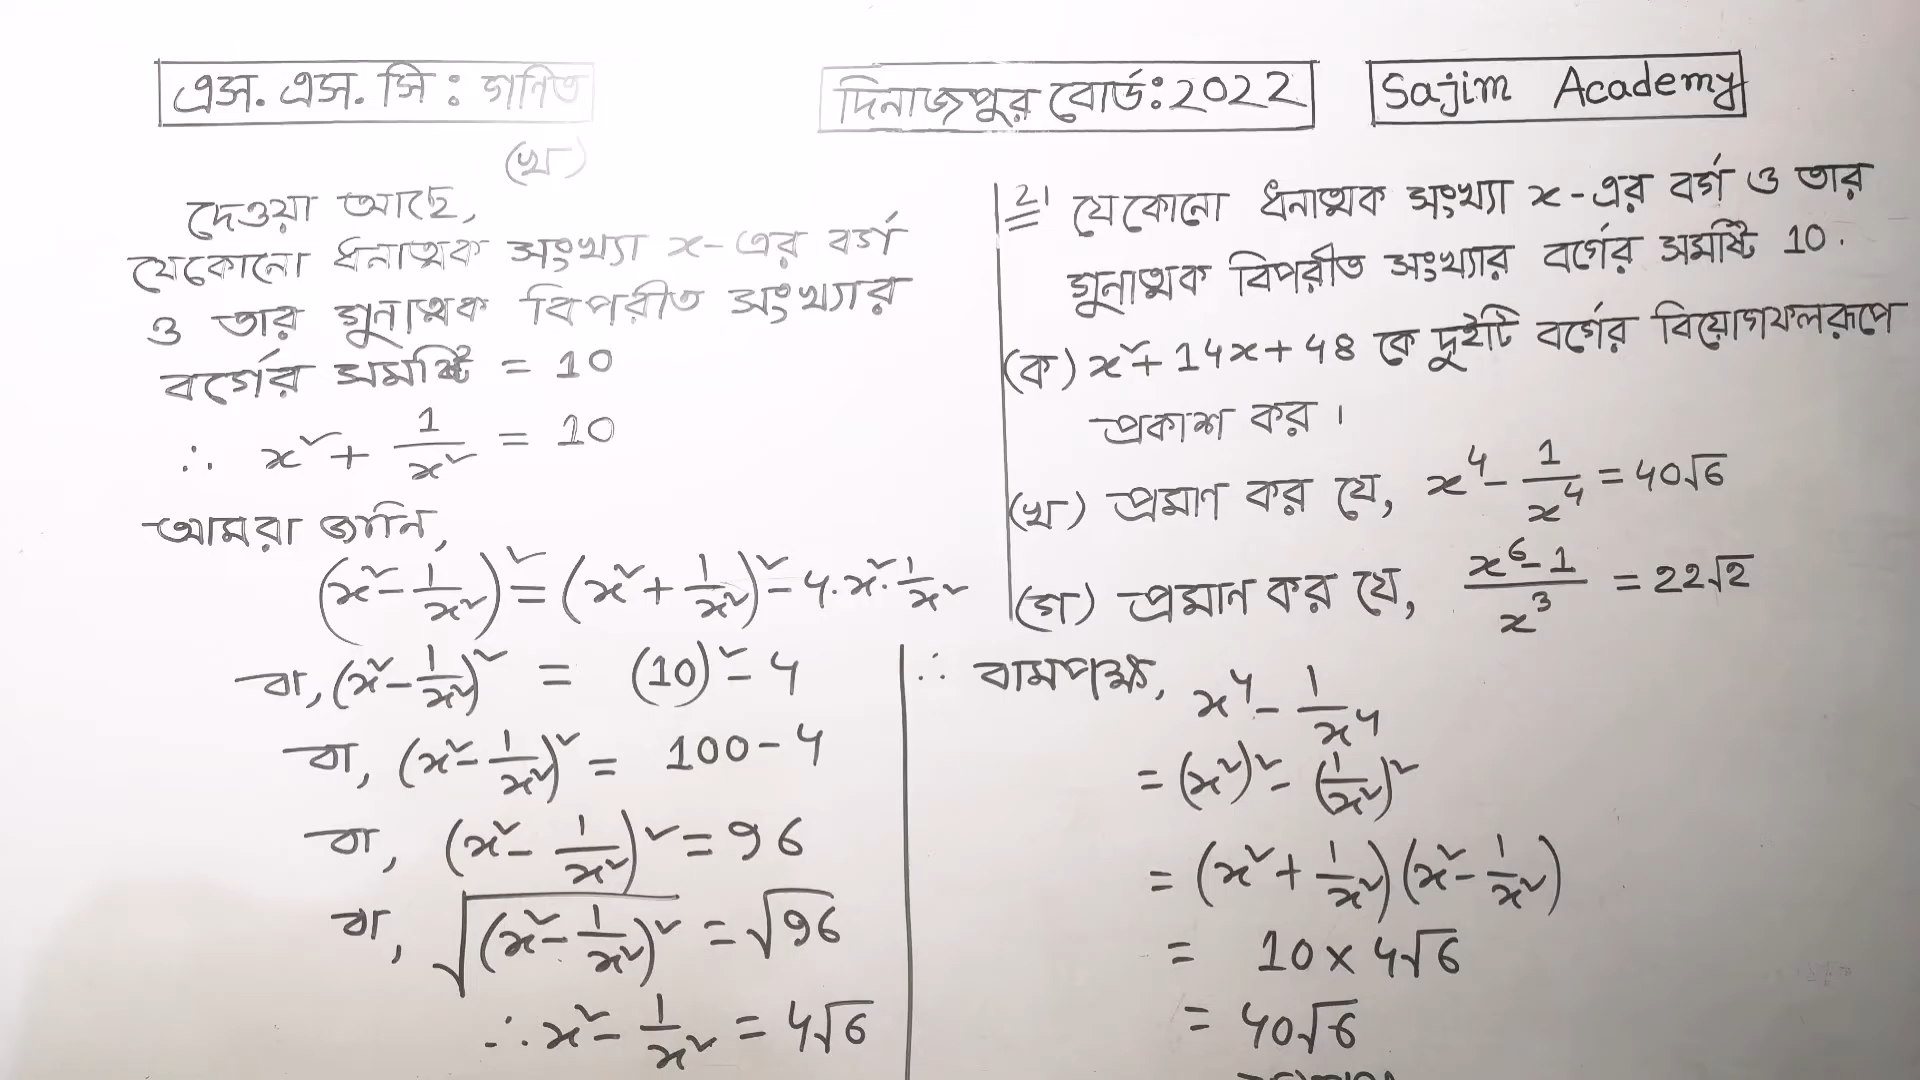 এস. এস. সি : গণিত
দিনাজপুর বোর্ড: 2022
Sajim Academy
২। যেকোনো ধনাত্মক সংখ্যা x-এর বর্গ ও তার
গুনাত্মক বিপরীত সংখ্যার বর্গের সমষ্টি 10.
(ক) x² + 14x + 48 কে দুইটি বর্গের বিয়োগফলরূপে
প্রকাশ কর।
(খ) প্রমাণ কর যে, x⁴ - 1/x⁴ = 40√6
(গ) প্রমান কর যে, (x⁶ - 1)/x³ = 22√2
(খ)
দেওয়া আছে,
যেকোনো ধনাত্মক সংখ্যা x-এর বর্গ
ও তার গুনাত্মক বিপরীত সংখ্যার
বর্গের সমষ্টি = 10
∴ x² + 1/x² = 10
আমরা জানি,
(x² - 1/x²)² = (x² + 1/x²)² - 4 · x² · 1/x²
বা, (x² - 1/x²)² = (10)² - 4
বা, (x² - 1/x²)² = 100 - 4
বা, (x² - 1/x²)² = 96
বা, √(x² - 1/x²)² = √96
∴ x² - 1/x² = 4√6
∴ বামপক্ষ, x⁴ - 1/x⁴
= (x²)² - (1/x²)²
= (x² + 1/x²)(x² - 1/x²)
= 10 × 4√6
= 40√6